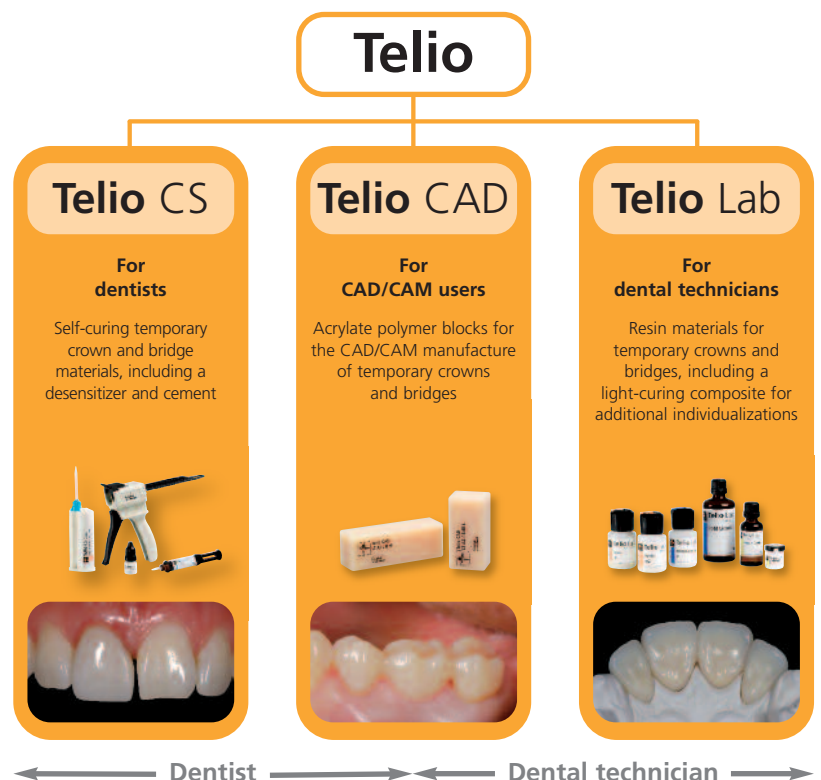 Telio
Telio CS
For
dentists
Self-curing temporary
crown and bridge
materials, including a
desensitizer and cement
Telio CAD
For
CAD/CAM users
Acrylate polymer blocks for
the CAD/CAM manufacture
of temporary crowns
and bridges
Telio Lab
For
dental technicians
Resin materials for
temporary crowns and
bridges, including a
light-curing composite for
additional individualizations
Telio Lab
Dentist
Dental technician